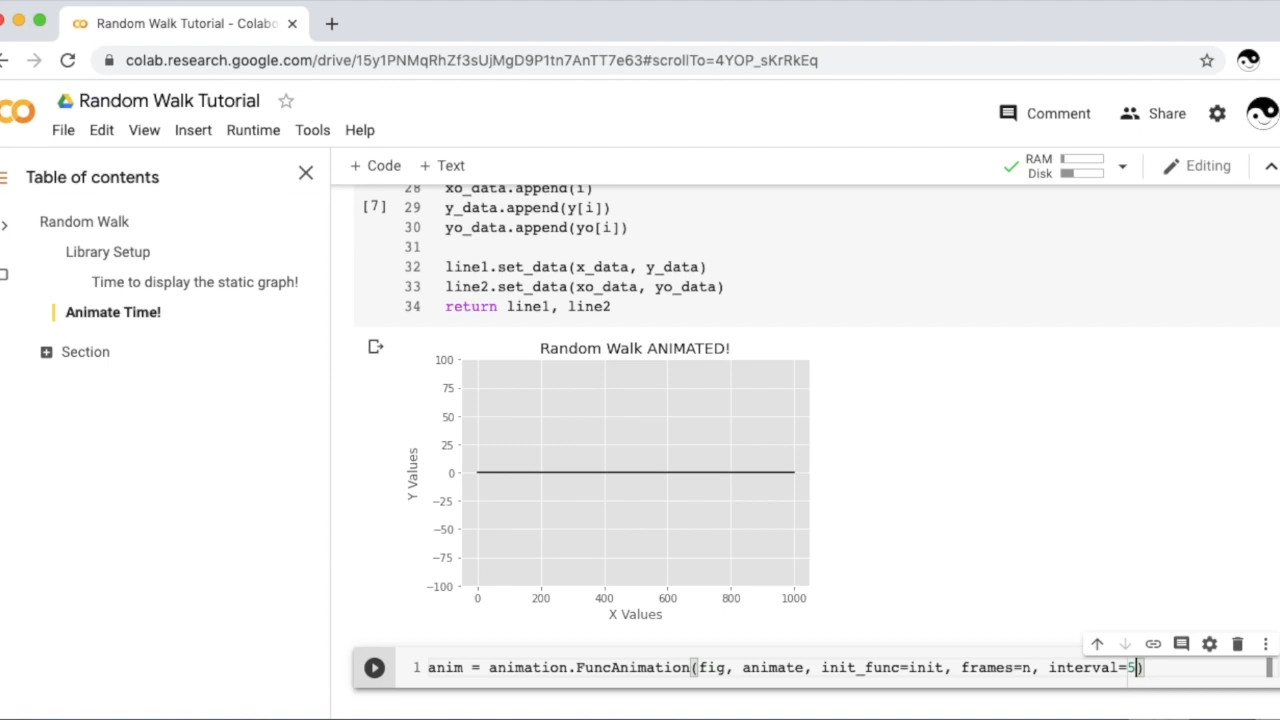 Random Walk Tutorial - Colabo
colab.research.google.com/drive/15y1PNMqRhZf3sUjMgD9P1tn7AnTT7e63#scrollTo=4YOP_sKrRkEq
Random Walk Tutorial
Comment Share
File Edit View Insert Runtime Tools Help
+ Code + Text
RAM
Disk
Editing
Table of contents
Random Walk
Library Setup
Time to display the static graph!
Animate Time!
Section
28 xo_data.append(i)
[7] 29 y_data.append(y[i])
30 yo_data.append(yo[i])
31
32 line1.set_data(x_data, y_data)
33 line2.set_data(xo_data, yo_data)
34 return line1, line2
Random Walk ANIMATED!
100
75
50
25
0
−25
−50
−75
−100
Y Values
0 200 400 600 800 1000
X Values
1 anim = animation.FuncAnimation(fig, animate, init_func=init, frames=n, interval=5)